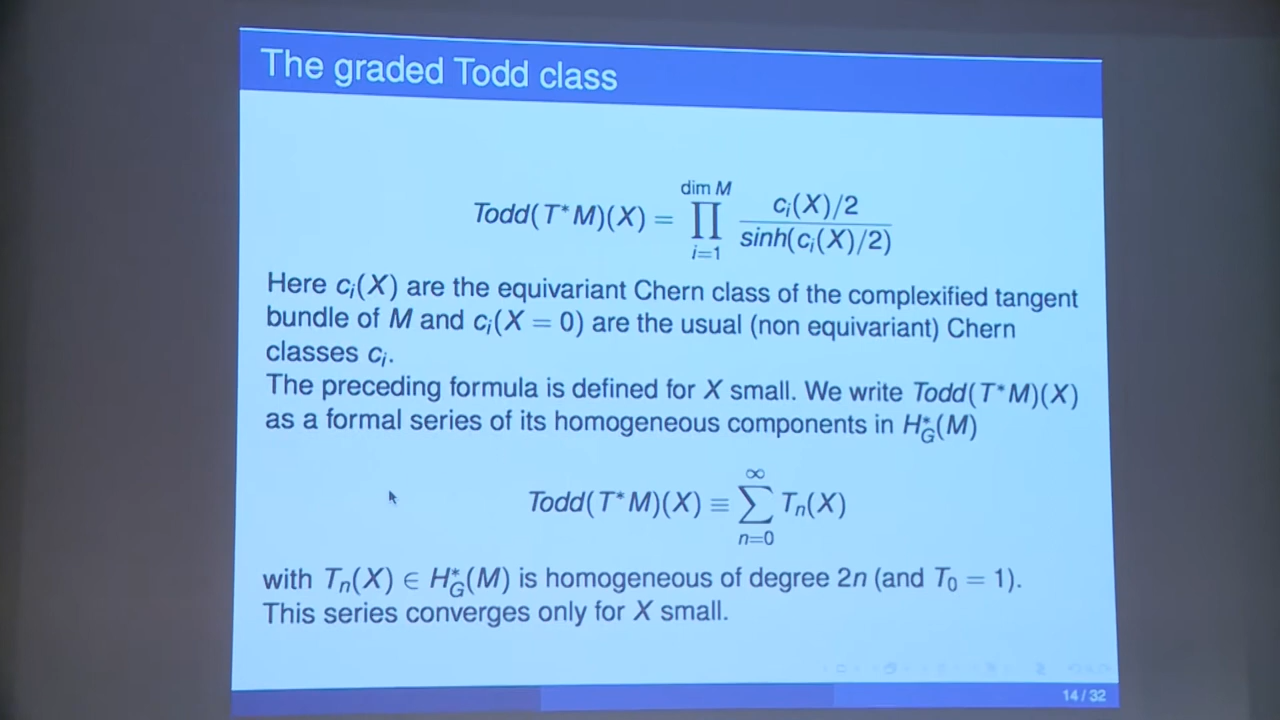 The graded Todd class
Todd(T*M)(X) = ∏_{i=1}^{dim M} \frac{c_i(X)/2}{sinh(c_i(X)/2)}
Here c_i(X) are the equivariant Chern class of the complexified tangent
bundle of M and c_i(X = 0) are the usual (non equivariant) Chern
classes c_i.
The preceding formula is defined for X small. We write Todd(T*M)(X)
as a formal series of its homogeneous components in H*_G(M)
Todd(T*M)(X) ≡ ∑_{n=0}^{∞} T_n(X)
with T_n(X) ∈ H*_G(M) is homogeneous of degree 2n (and T_0 = 1).
This series converges only for X small.
14 / 32